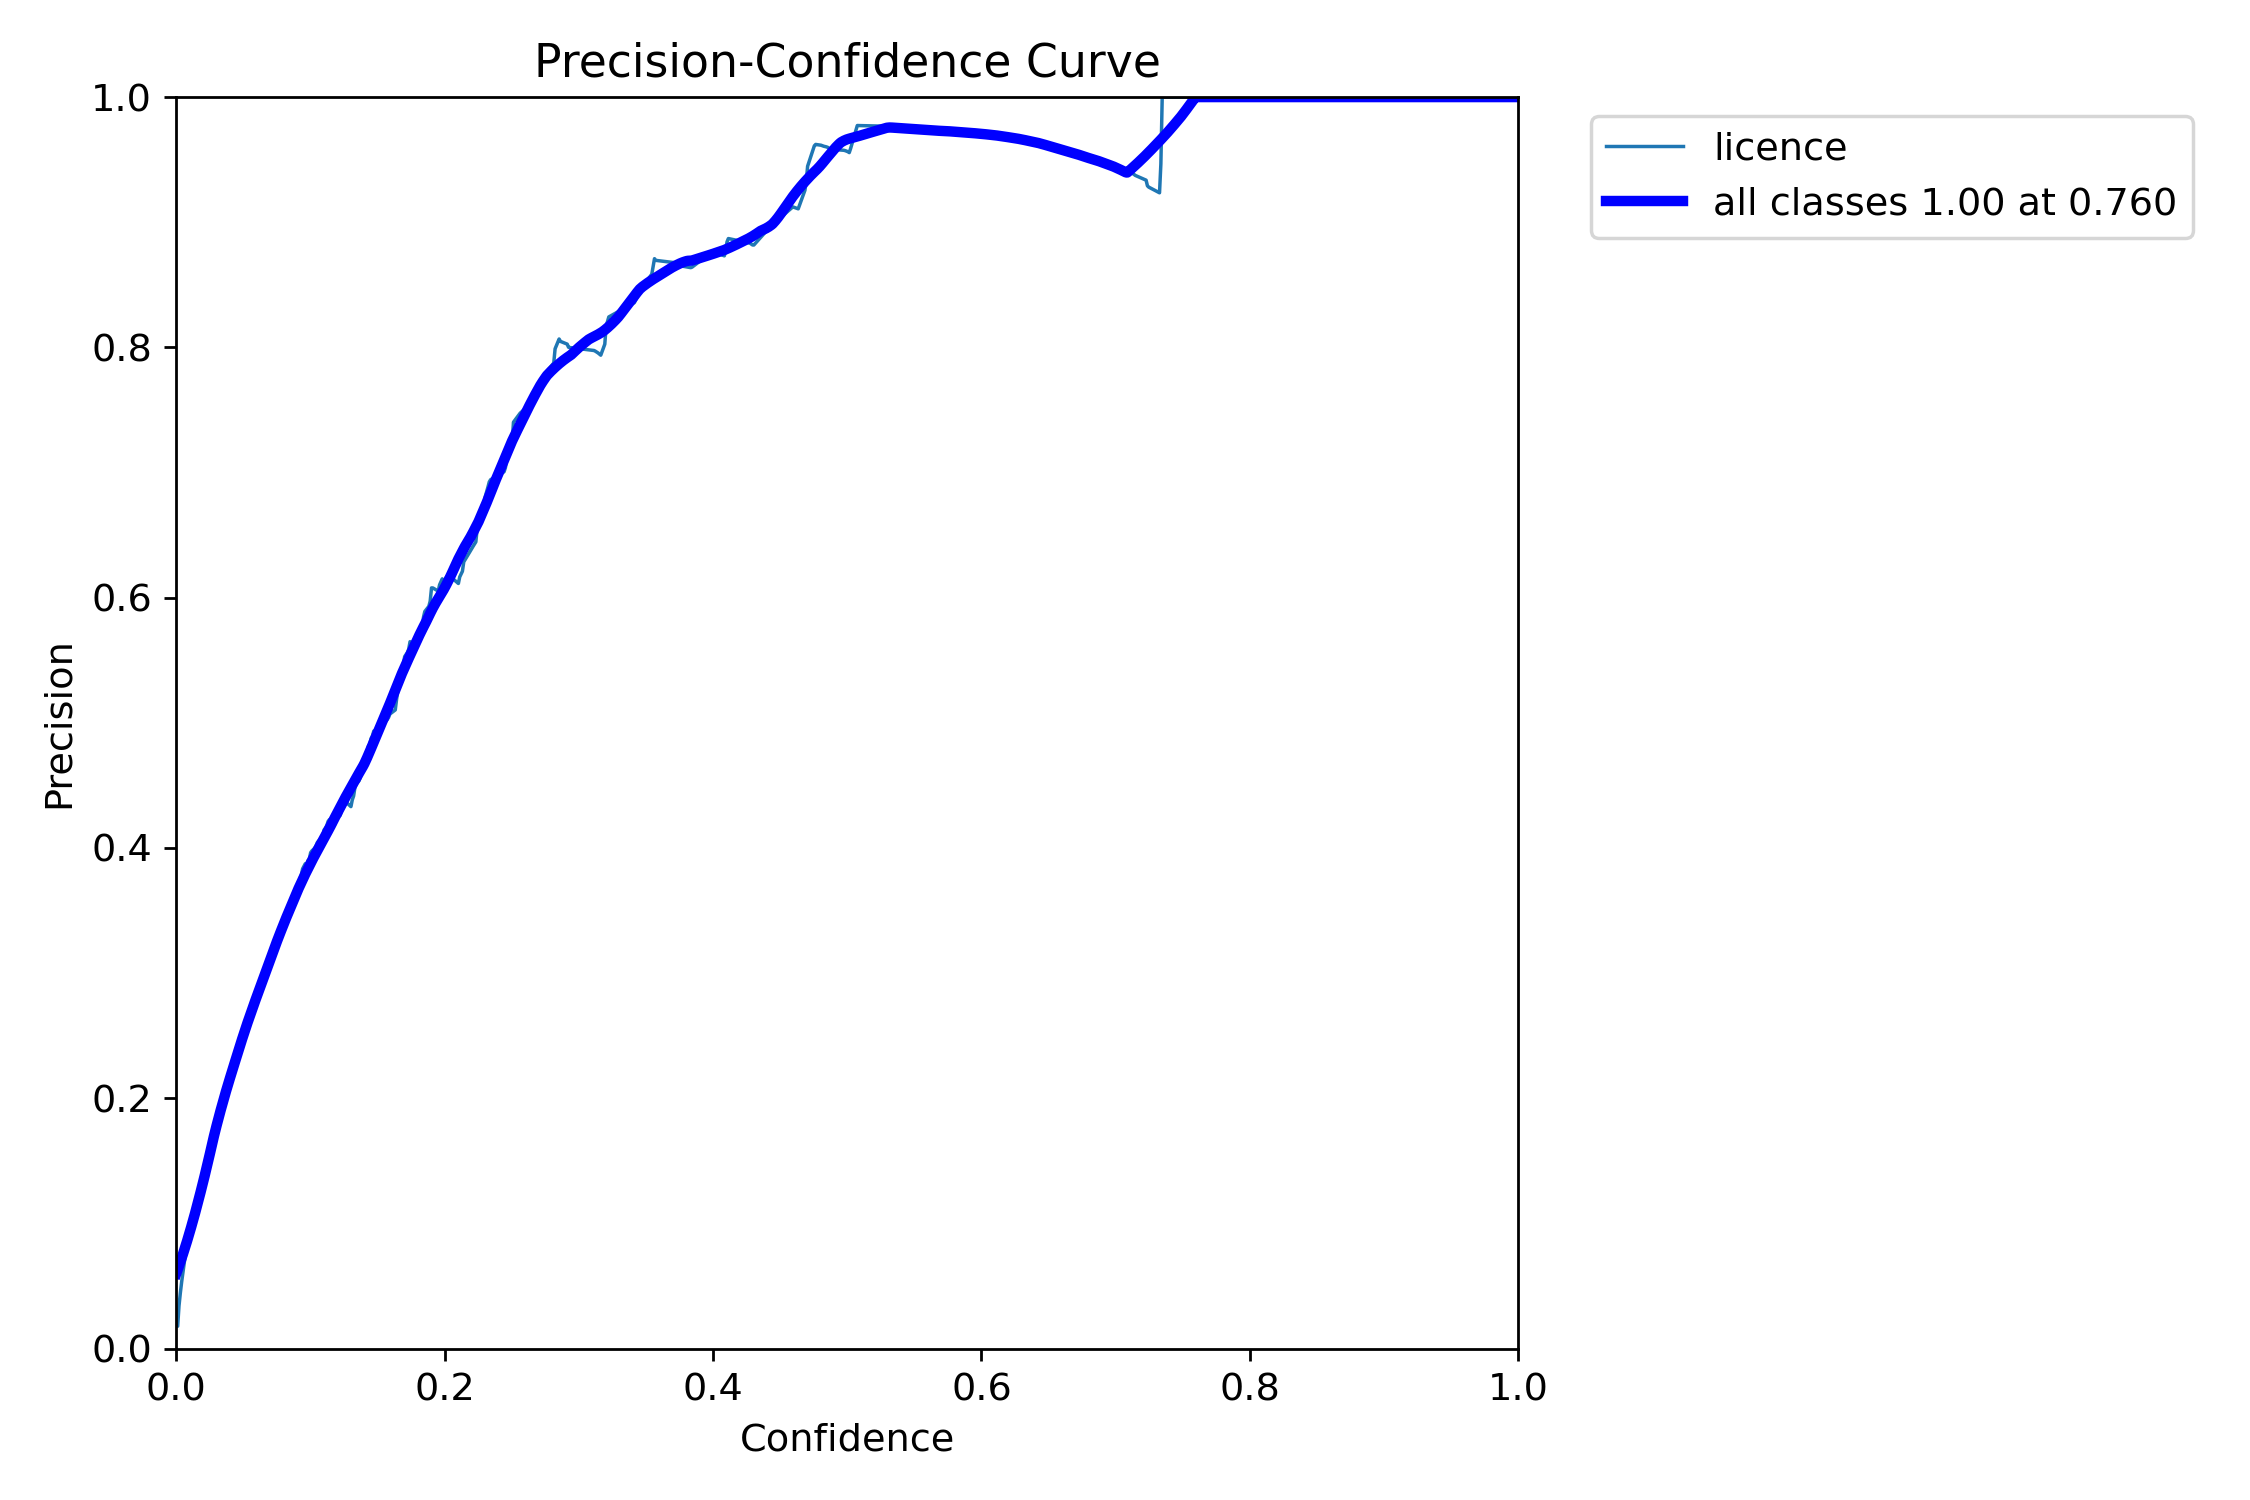 Precision-Confidence Curve
1.0
0.8
0.6
0.4
0.2
0.0
Precision
0.0 0.2 0.4 0.6 0.8 1.0
Confidence
licence
all classes 1.00 at 0.760